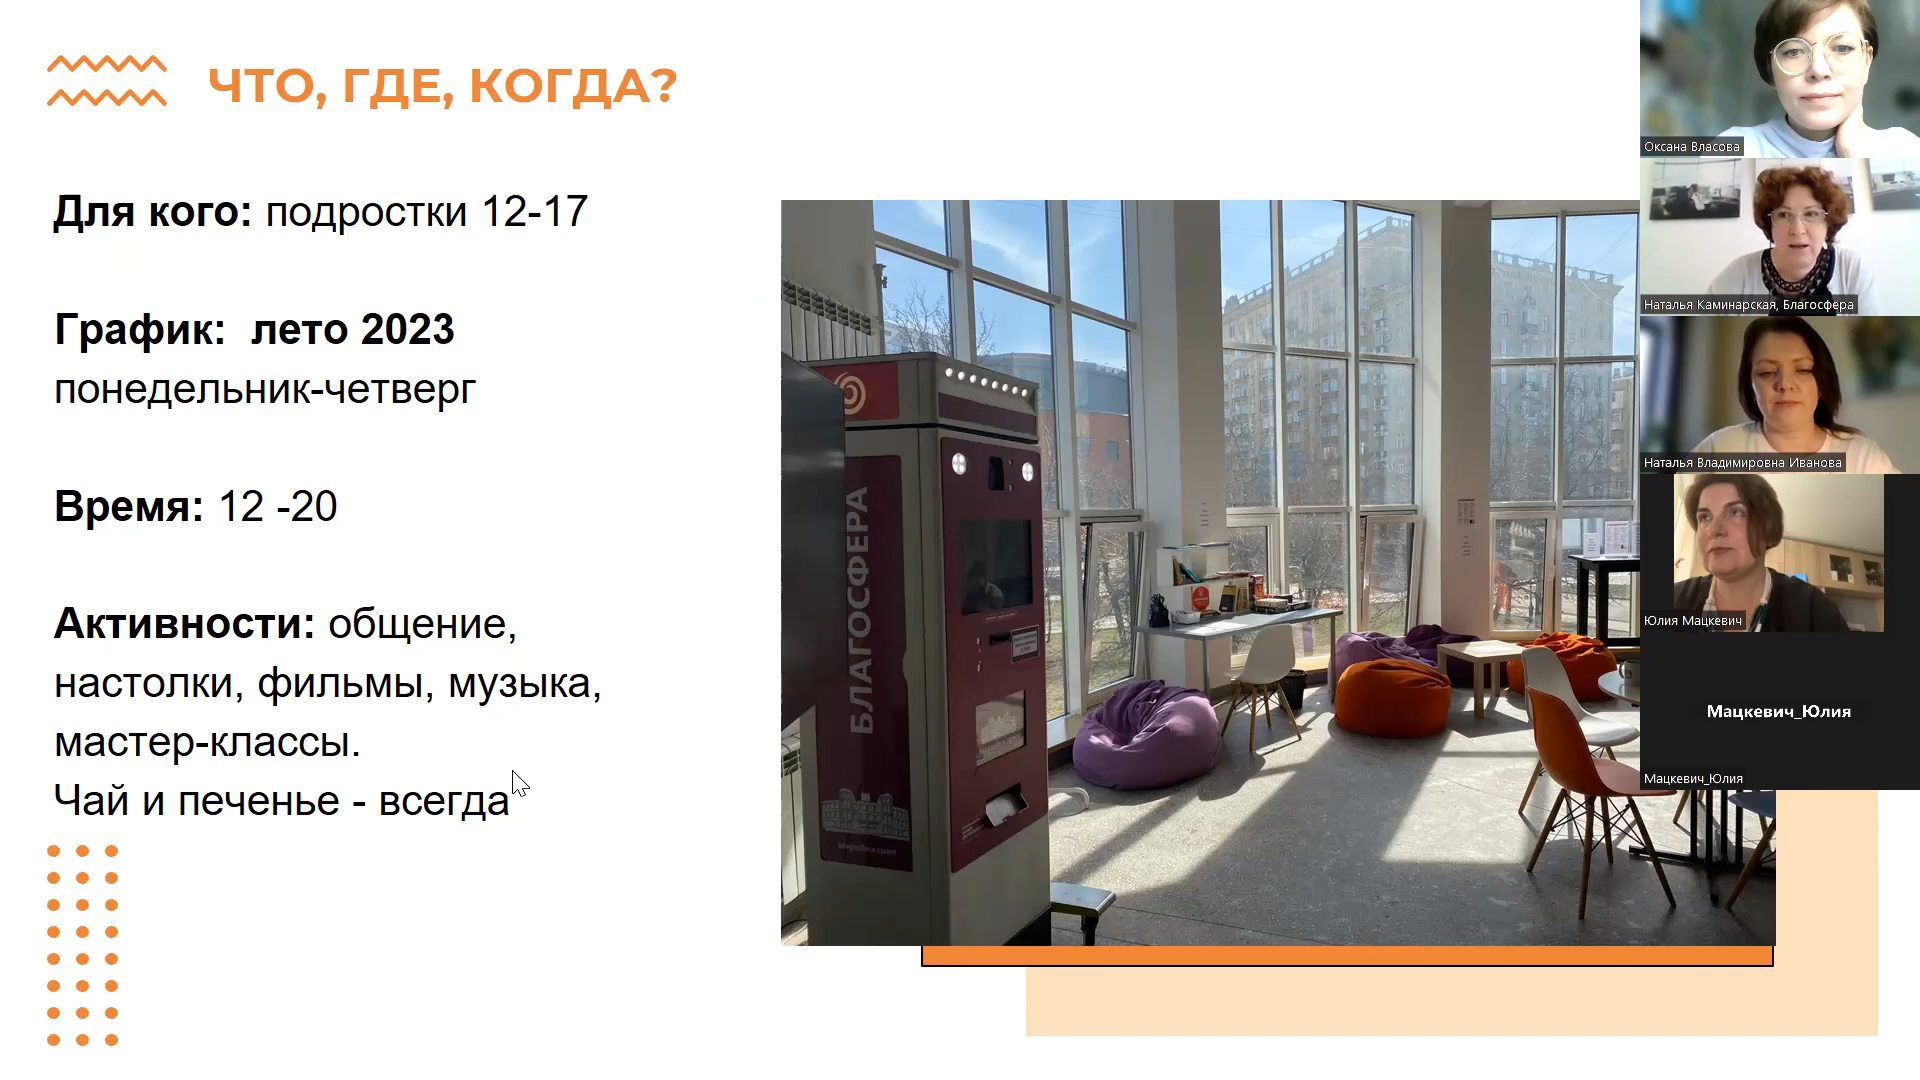 ЧТО, ГДЕ, КОГДА?
Для кого: подростки 12-17
График:  лето 2023
понедельник-четверг
Время: 12 -20
Активности: общение,
настолки, фильмы, музыка,
мастер-классы.
Чай и печенье - всегда
БЛАГОСФЕРА
Оксана Власова
Наталья Каминарская, Благосфера
Наталья Владимировна Иванова
Юлия Мацкевич
Мацкевич_Юлия
Мацкевич_Юлия